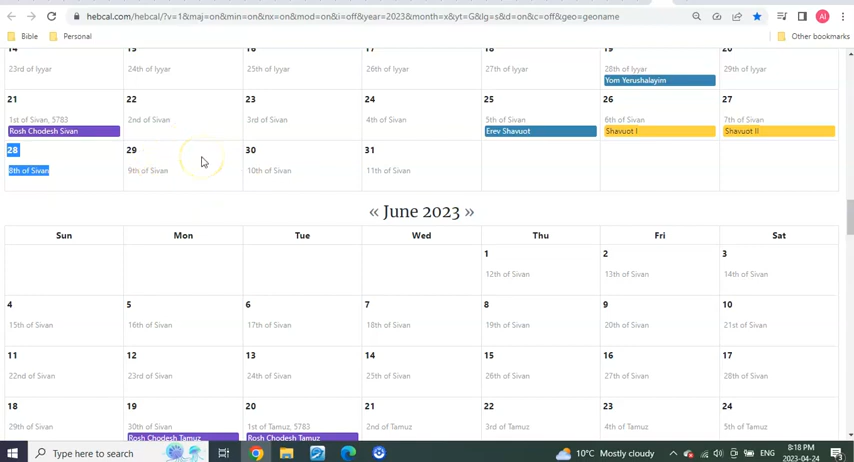 hebcal.com/hebcal/?v=1&maj=on&min=on&nx=on&mod=on&i=off&year=2023&month=x&yt=G&lg=s&d=on&c=off&geo=geoname
AI
Bible
Personal
Other bookmarks
14 15 16 17 18 19 20
23rd of Iyyar 24th of Iyyar 25th of Iyyar 26th of Iyyar 27th of Iyyar 28th of Iyyar 29th of Iyyar
Yom Yerushalayim
21 22 23 24 25 26 27
1st of Sivan, 5783 2nd of Sivan 3rd of Sivan 4th of Sivan 5th of Sivan 6th of Sivan 7th of Sivan
Rosh Chodesh Sivan Erev Shavuot Shavuot I Shavuot II
28 29 30 31
8th of Sivan 9th of Sivan 10th of Sivan 11th of Sivan
« June 2023 »
Sun Mon Tue Wed Thu Fri Sat
1 2 3
12th of Sivan 13th of Sivan 14th of Sivan
4 5 6 7 8 9 10
15th of Sivan 16th of Sivan 17th of Sivan 18th of Sivan 19th of Sivan 20th of Sivan 21st of Sivan
11 12 13 14 15 16 17
22nd of Sivan 23rd of Sivan 24th of Sivan 25th of Sivan 26th of Sivan 27th of Sivan 28th of Sivan
18 19 20 21 22 23 24
29th of Sivan 30th of Sivan 1st of Tamuz, 5783 2nd of Tamuz 3rd of Tamuz 4th of Tamuz 5th of Tamuz
Rosh Chodesh Tamuz Rosh Chodesh Tamuz
Type here to search
10°C Mostly cloudy
ENG
8:18 PM
2023-04-24
3